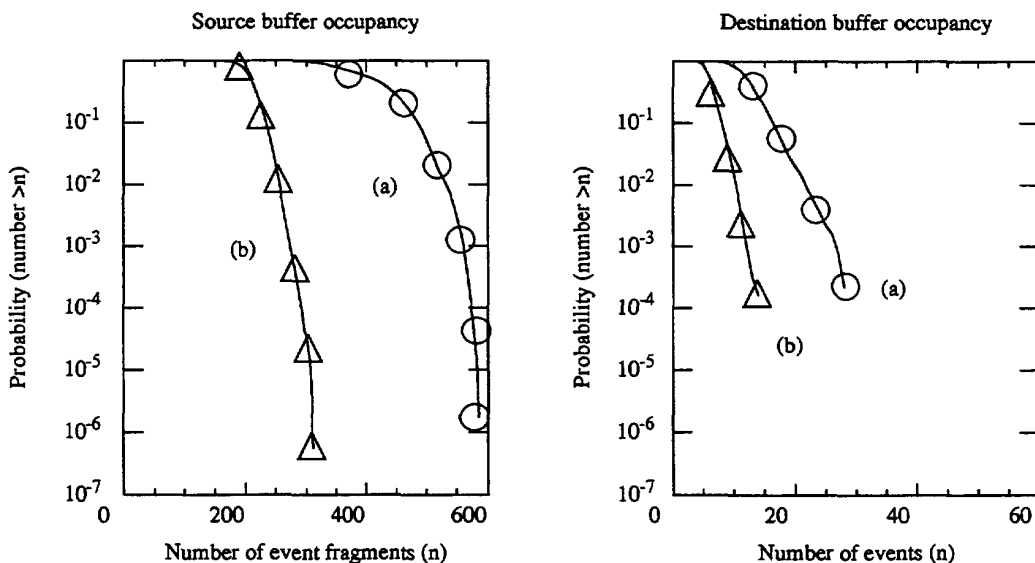 Source buffer occupancy
Probability (number >n)
10-1
10-2
10-3
10-4
10-5
10-6
10-7
(a)
(b)
0
200
400
600
Number of event fragments (n)
Destination buffer occupancy
Probability (number >n)
10-1
10-2
10-3
10-4
10-5
10-6
10-7
(a)
(b)
0
20
40
60
Number of events (n)